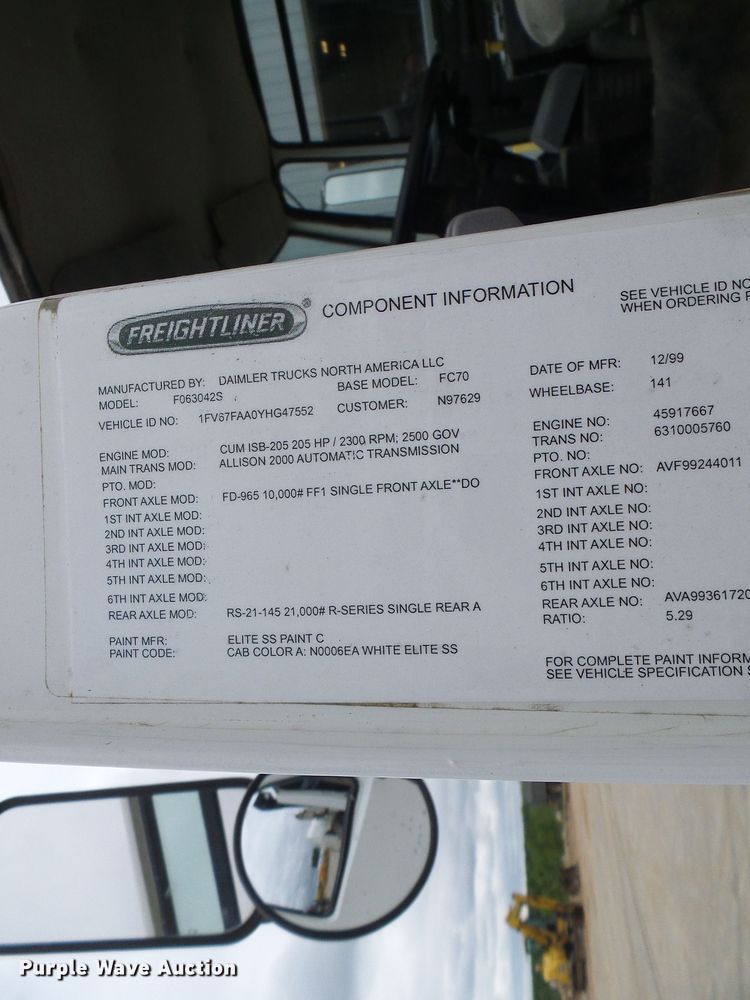 FREIGHTLINER ® COMPONENT INFORMATION
SEE VEHICLE ID
WHEN ORDERING
MANUFACTURED BY: DAIMLER TRUCKS NORTH AMERICA LLC
MODEL: F063042S BASE MODEL: FC70
VEHICLE ID NO: 1FV67FAA0YHG47552 CUSTOMER: N97629
ENGINE MOD: CUM ISB-205 205 HP / 2300 RPM; 2500 GOV
MAIN TRANS MOD: ALLISON 2000 AUTOMATIC TRANSMISSION
PTO. MOD:
FRONT AXLE MOD: FD-965 10,000# FF1 SINGLE FRONT AXLE**DO
1ST INT AXLE MOD:
2ND INT AXLE MOD:
3RD INT AXLE MOD:
4TH INT AXLE MOD:
5TH INT AXLE MOD:
6TH INT AXLE MOD:
REAR AXLE MOD: RS-21-145 21,000# R-SERIES SINGLE REAR A
PAINT MFR: ELITE SS PAINT C
PAINT CODE: CAB COLOR A: N0006EA WHITE ELITE SS
DATE OF MFR: 12/99
WHEELBASE: 141
ENGINE NO: 45917667
TRANS NO: 6310005760
PTO. NO:
FRONT AXLE NO: AVF99244011
1ST INT AXLE NO:
2ND INT AXLE NO:
3RD INT AXLE NO:
4TH INT AXLE NO:
5TH INT AXLE NO:
6TH INT AXLE NO:
REAR AXLE NO: AVA99361720
RATIO: 5.29
FOR COMPLETE PAINT INFORM
SEE VEHICLE SPECIFICATION
Purple Wave Auction